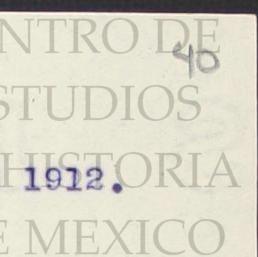 NTRO DE
40
STUDIOS
HISTORIA
1912.
E MEXICO